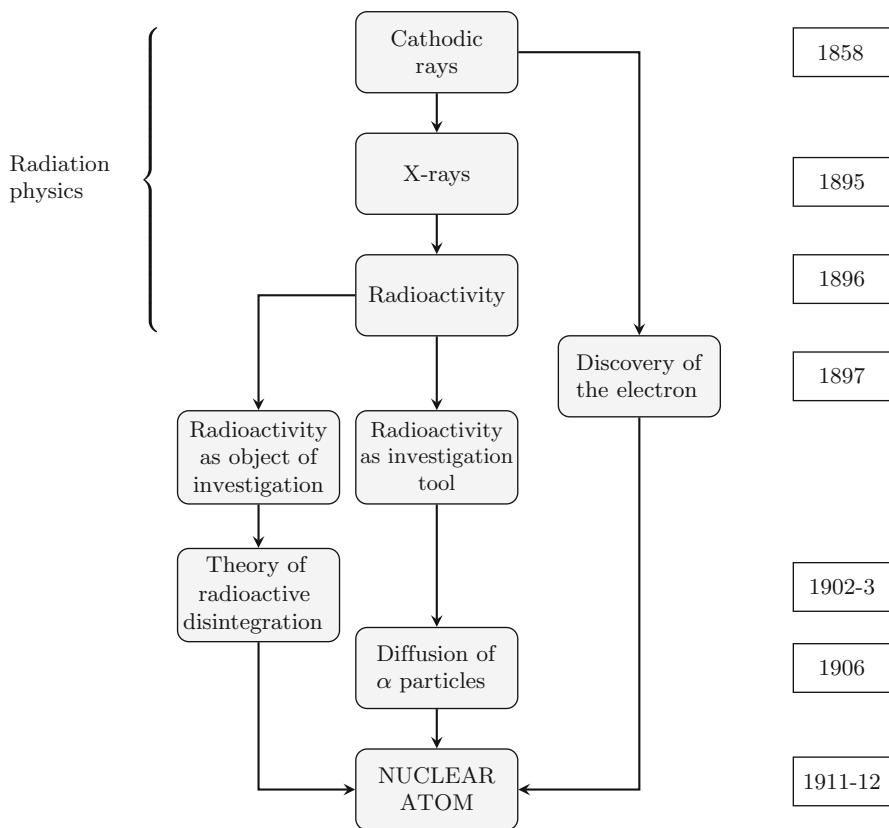 Cathodic
rays
1858
Radiation
physics
X-rays
1895
Radioactivity
1896
Discovery of
the electron
1897
Radioactivity
as object of
investigation
Radioactivity
as investigation
tool
Theory of
radioactive
disintegration
1902-3
Diffusion of
α particles
1906
NUCLEAR
ATOM
1911-12